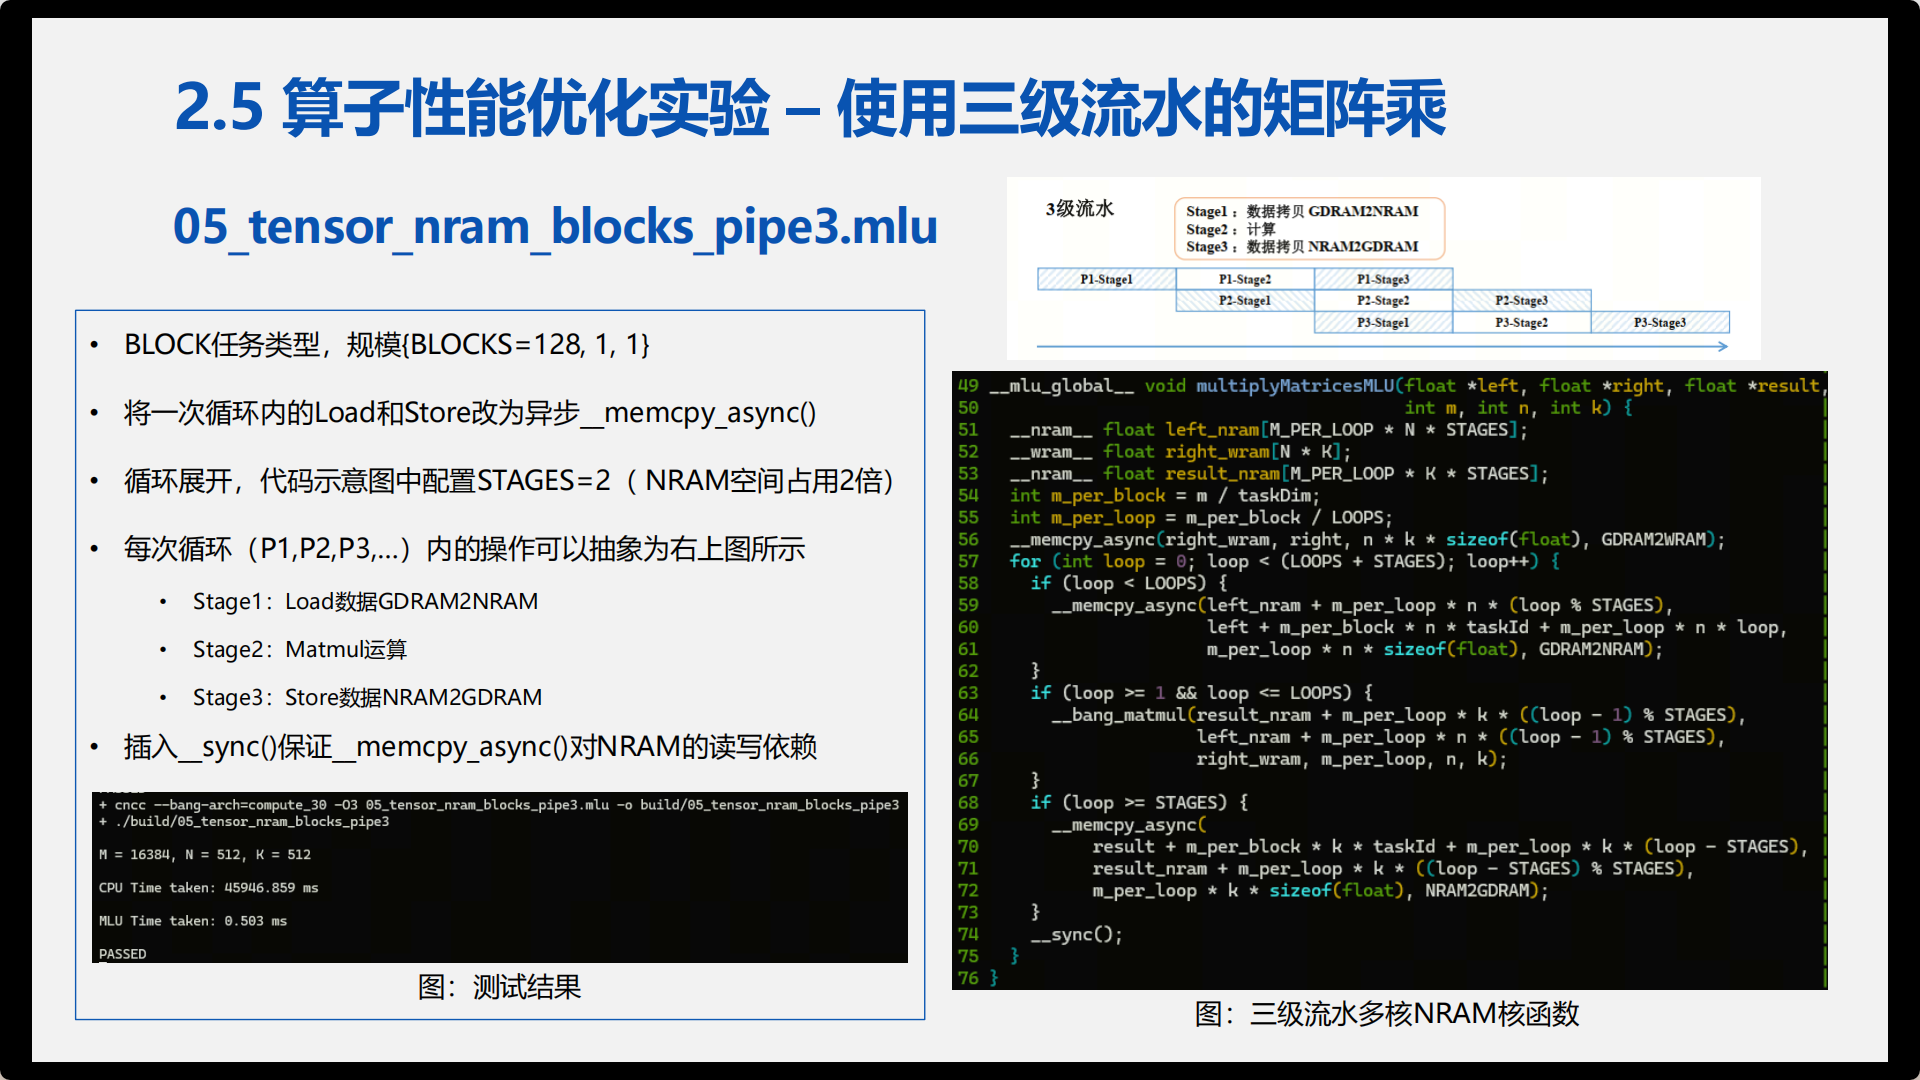 2.5 算子性能优化实验 – 使用三级流水的矩阵乘
05_tensor_nram_blocks_pipe3.mlu
• BLOCK任务类型，规模{BLOCKS=128, 1, 1}
• 将一次循环内的Load和Store改为异步__memcpy_async()
• 循环展开，代码示意图中配置STAGES=2（ NRAM空间占用2倍）
• 每次循环（P1,P2,P3,...）内的操作可以抽象为右上图所示
• Stage1：Load数据GDRAM2NRAM
• Stage2：Matmul运算
• Stage3：Store数据NRAM2GDRAM
• 插入__sync()保证__memcpy_async()对NRAM的读写依赖
+ cncc --bang-arch=compute_30 -O3 05_tensor_nram_blocks_pipe3.mlu -o build/05_tensor_nram_blocks_pipe3
+ ./build/05_tensor_nram_blocks_pipe3
M = 16384, N = 512, K = 512
CPU Time taken: 45946.859 ms
MLU Time taken: 0.503 ms
PASSED
图：测试结果
3级流水
Stage1： 数据拷贝 GDRAM2NRAM
Stage2： 计算
Stage3： 数据拷贝 NRAM2GDRAM
P1-Stage1 P1-Stage2 P1-Stage3
P2-Stage1 P2-Stage2 P2-Stage3
P3-Stage1 P3-Stage2 P3-Stage3
49 __mlu_global__ void multiplyMatricesMLU(float *left, float *right, float *result,
50 int m, int n, int k) {
51 __nram__ float left_nram[M_PER_LOOP * N * STAGES];
52 __wram__ float right_wram[N * K];
53 __nram__ float result_nram[M_PER_LOOP * K * STAGES];
54 int m_per_block = m / taskDim;
55 int m_per_loop = m_per_block / LOOPS;
56 __memcpy_async(right_wram, right, n * k * sizeof(float), GDRAM2WRAM);
57 for (int loop = 0; loop < (LOOPS + STAGES); loop++) {
58 if (loop < LOOPS) {
59 __memcpy_async(left_nram + m_per_loop * n * (loop % STAGES),
60 left + m_per_block * n * taskId + m_per_loop * n * loop,
61 m_per_loop * n * sizeof(float), GDRAM2NRAM);
62 }
63 if (loop >= 1 && loop <= LOOPS) {
64 __bang_matmul(result_nram + m_per_loop * k * ((loop - 1) % STAGES),
65 left_nram + m_per_loop * n * ((loop - 1) % STAGES),
66 right_wram, m_per_loop, n, k);
67 }
68 if (loop >= STAGES) {
69 __memcpy_async(
70 result + m_per_block * k * taskId + m_per_loop * k * (loop - STAGES),
71 result_nram + m_per_loop * k * ((loop - STAGES) % STAGES),
72 m_per_loop * k * sizeof(float), NRAM2GDRAM);
73 }
74 __sync();
75 }
76 }
图：三级流水多核NRAM核函数